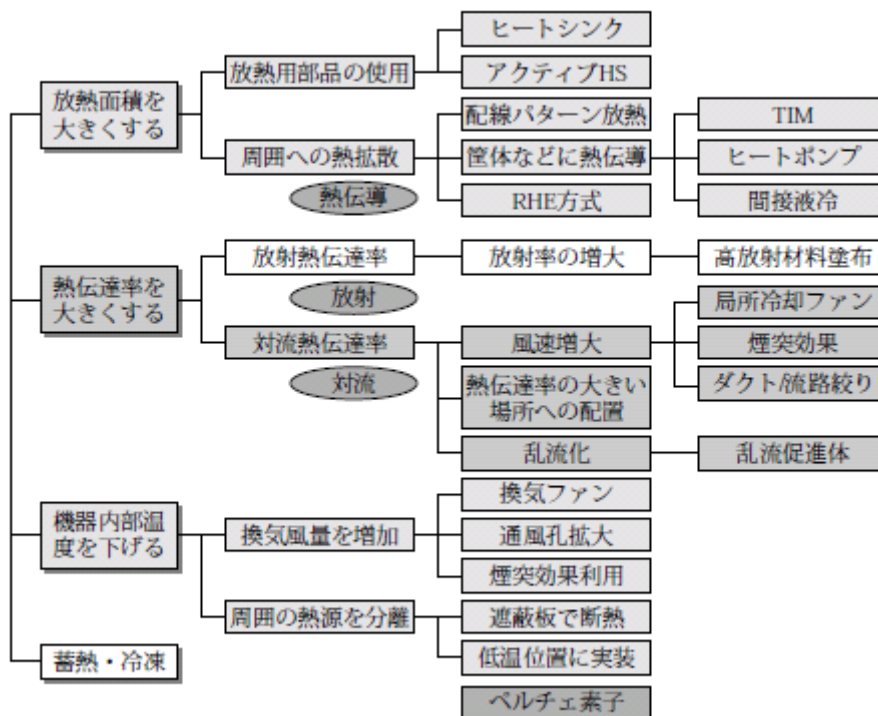 ヒートシンク
放熱用部品の使用
アクティブHS
放熱面積を
大きくする
配線パターン放熱
TIM
周囲への熱拡散
筐体などに熱伝導
ヒートポンプ
熱伝導
RHE方式
間接液冷
放射熱伝達率
放射率の増大
高放射材料塗布
熱伝達率を
大きくする
放射
局所冷却ファン
対流熱伝達率
風速増大
煙突効果
対流
熱伝達率の大きい
場所への配置
ダクト/流路絞り
乱流化
乱流促進体
換気ファン
機器内部温
度を下げる
換気風量を増加
通風孔拡大
煙突効果利用
周囲の熱源を分離
遮蔽板で断熱
蓄熱・冷凍
低温位置に実装
ペルチェ素子